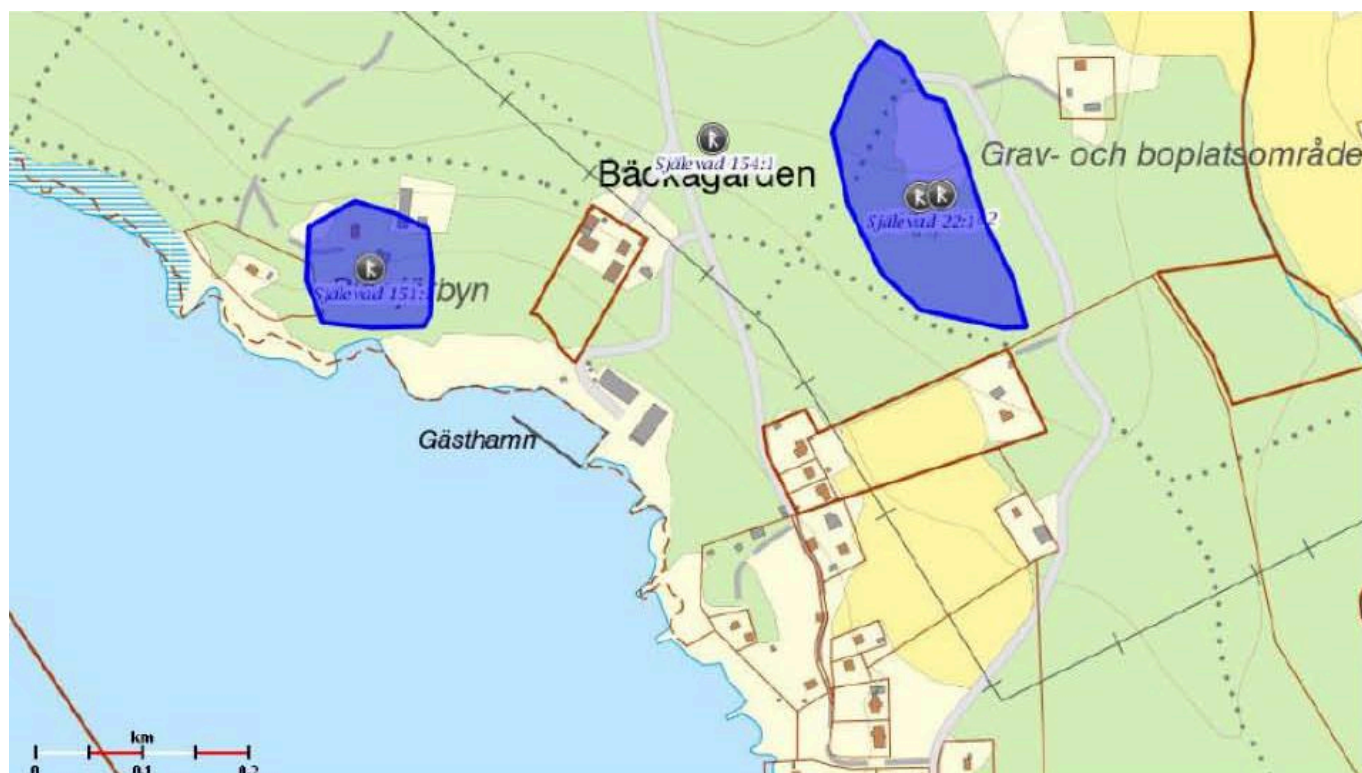 Själevad 154:1
Bäckagården
Grav- och boplatsområde
Själevad 22:1
Själevad 151:
byn
Gästhamn
km
0 0.1 0.2